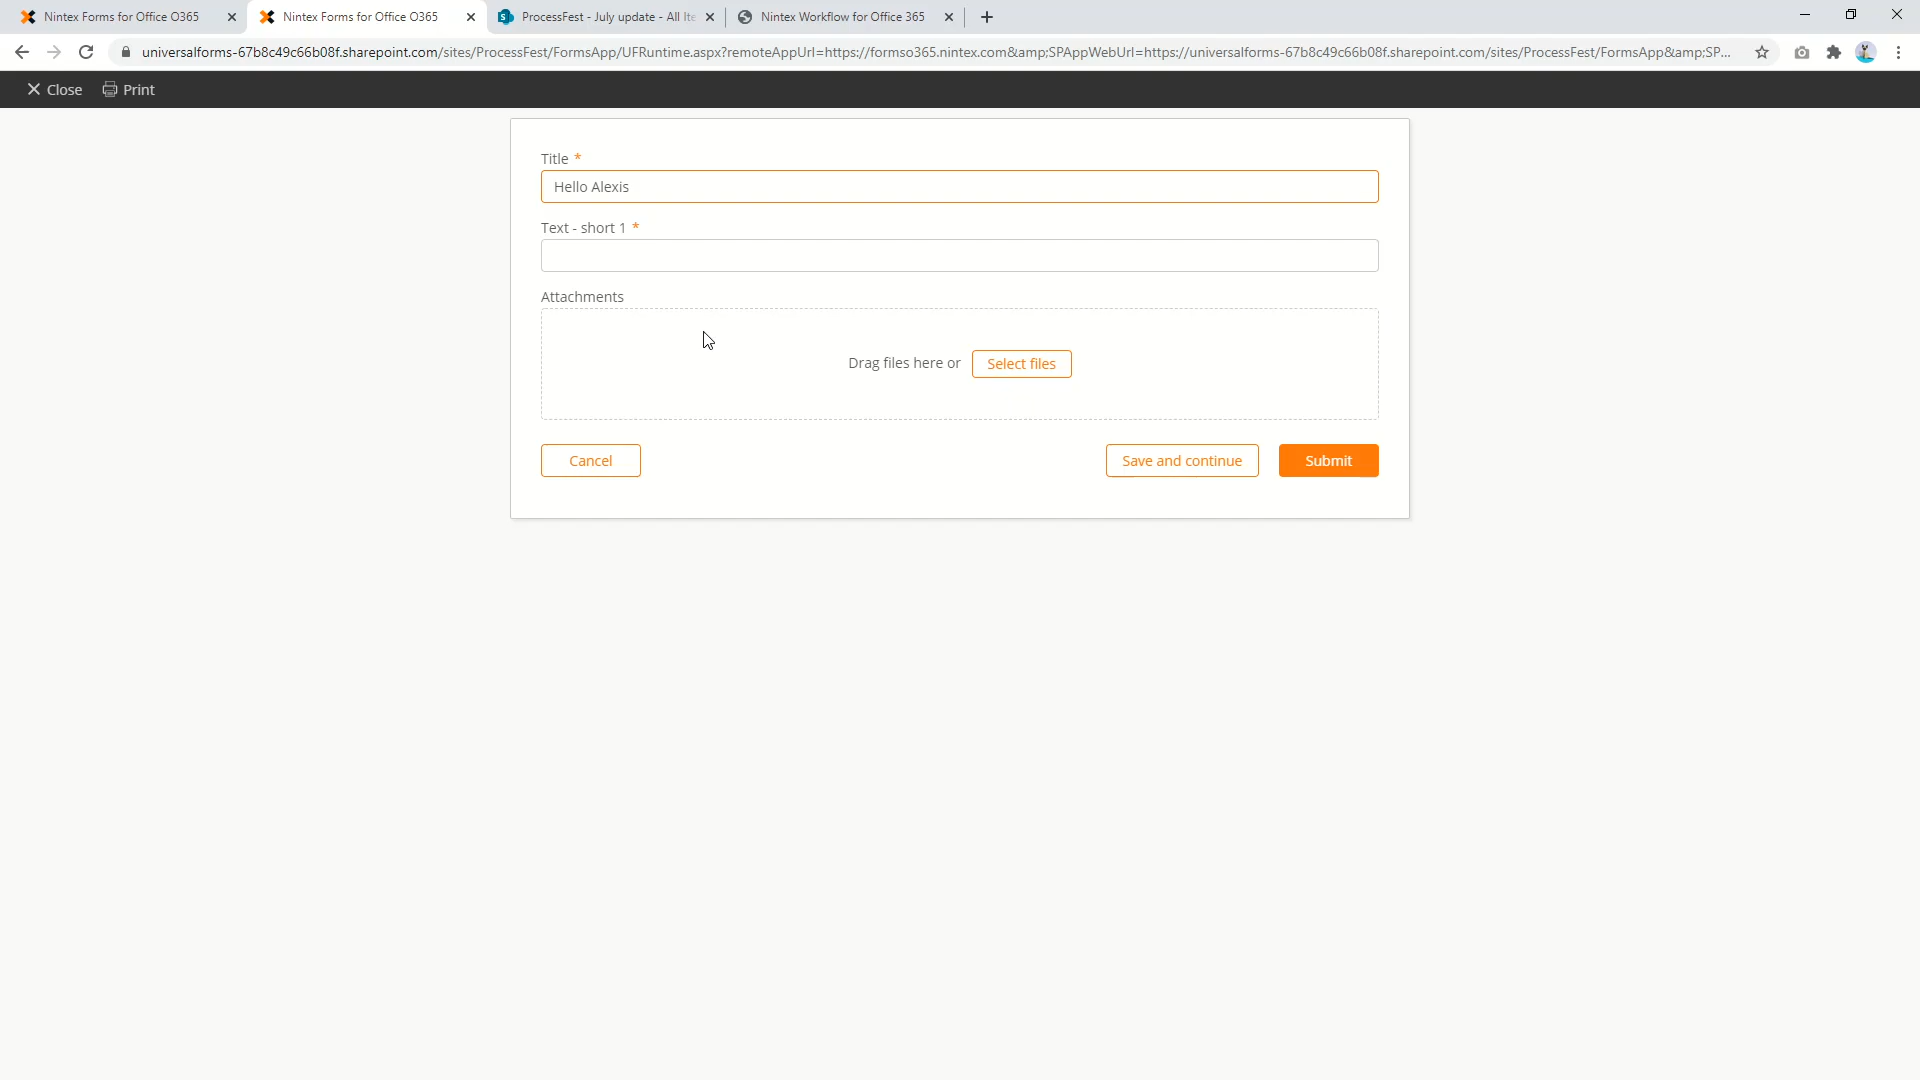 Nintex Forms for Office O365
Nintex Forms for Office O365
ProcessFest - July update - All Ite
Nintex Workflow for Office 365
universalforms-67b8c49c66b08f.sharepoint.com/sites/ProcessFest/FormsApp/UFRuntime.aspx?remoteAppUrl=https://formso365.nintex.com&amp;SPAppWebUrl=https://universalforms-67b8c49c66b08f.sharepoint.com/sites/ProcessFest/FormsApp&amp;SP...
Close
Print
Title *
Hello Alexis
Text - short 1 *
Attachments
Drag files here or
Select files
Cancel
Save and continue
Submit